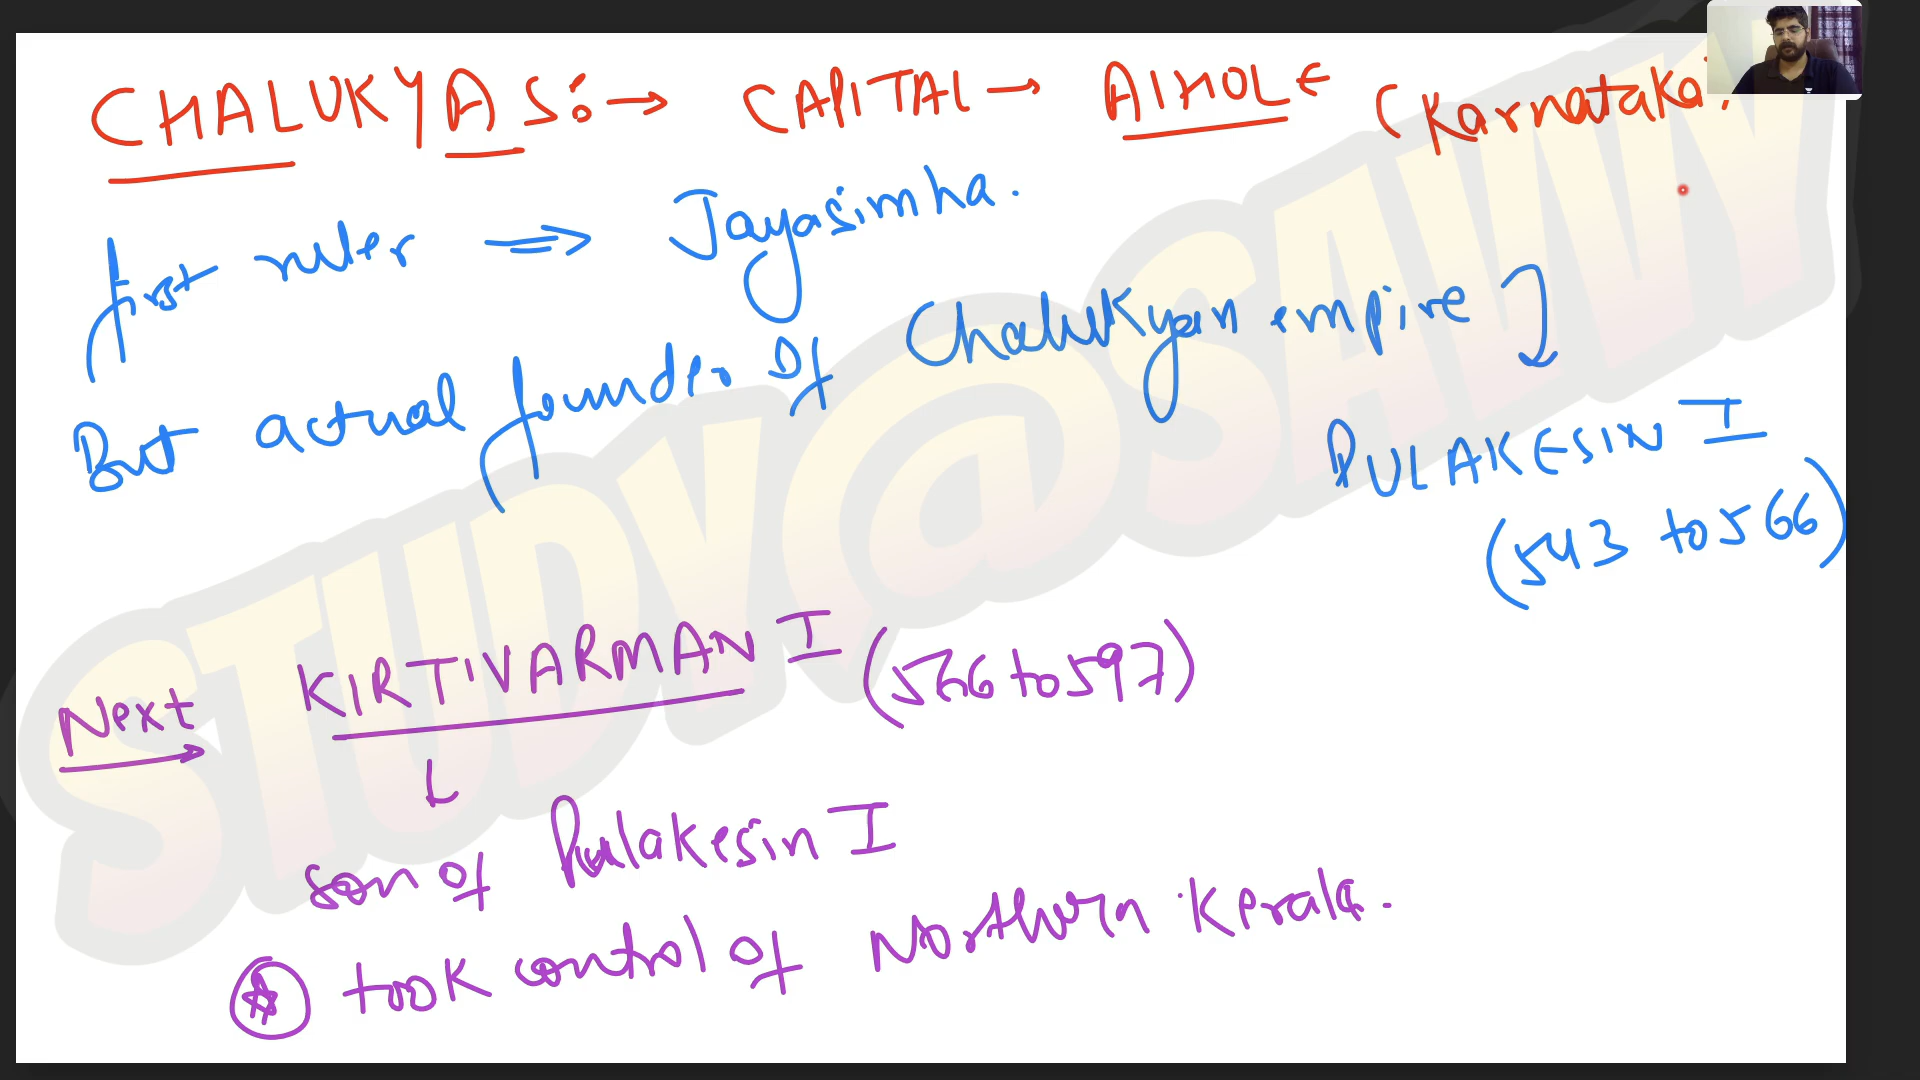 CHALUKYAS:→ CAPITAL → AIHOLE (Karnataka)
first ruler ⇒ Jayasimha.
But actual founder of Chalukyan empire
PULAKESIN I
(543 to 566)
Next KIRTIVARMAN I (566 to 597)
son of Pulakesin I
took control of Northern Kerala.
STUDY@SAVVY